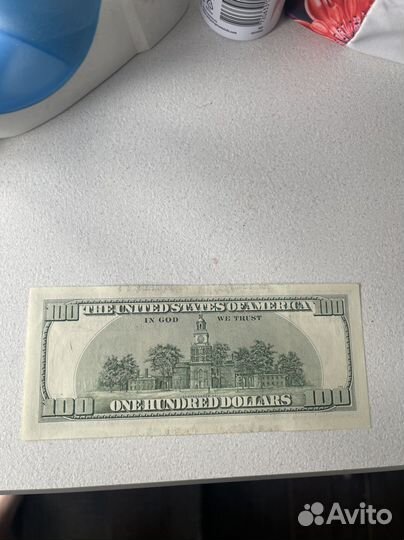 100 THE UNITED STATES OF AMERICA 100
IN GOD WE TRUST
100 ONE HUNDRED DOLLARS 100
Avito